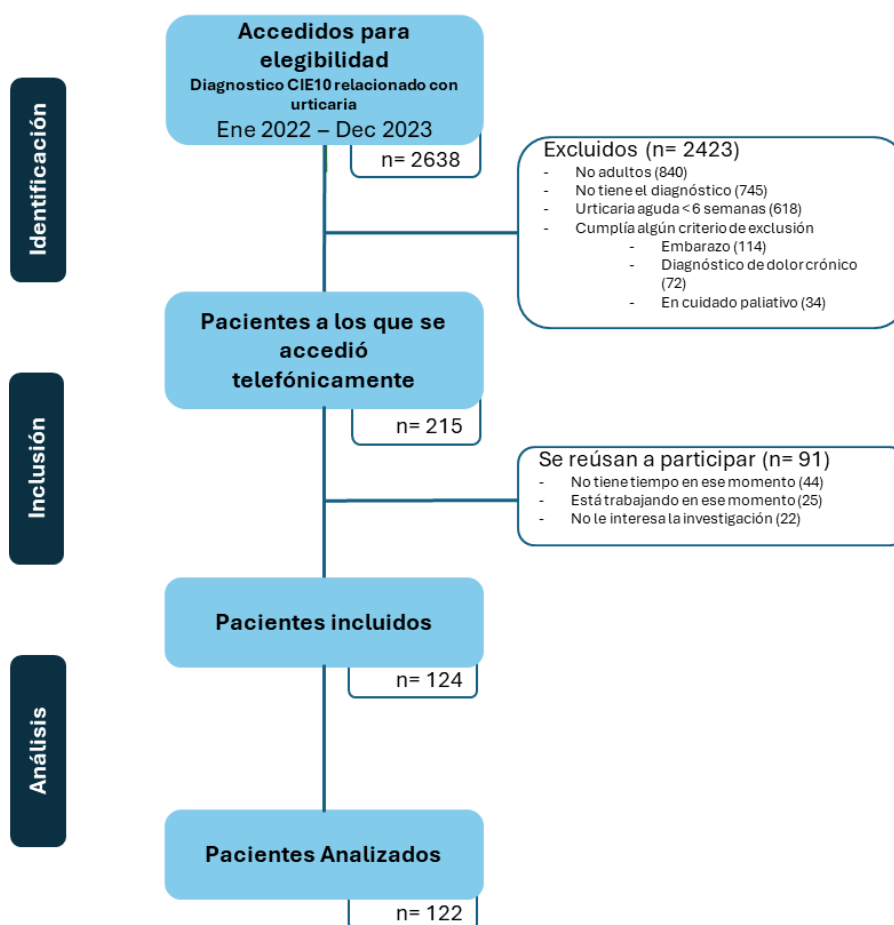 Identificación
Accedidos para
elegibilidad
Diagnostico CIE10 relacionado con
urticaria
Ene 2022 – Dec 2023
n= 2638
Excluidos (n= 2423)
- No adultos (840)
- No tiene el diagnóstico (745)
- Urticaria aguda < 6 semanas (618)
- Cumplía algún criterio de exclusión
- Embarazo (114)
- Diagnóstico de dolor crónico
(72)
- En cuidado paliativo (34)
Inclusión
Pacientes a los que se
accedió
telefónicamente
n= 215
Se reúsan a participar (n= 91)
- No tiene tiempo en ese momento (44)
- Está trabajando en ese momento (25)
- No le interesa la investigación (22)
Pacientes incluidos
n= 124
Análisis
Pacientes Analizados
n= 122